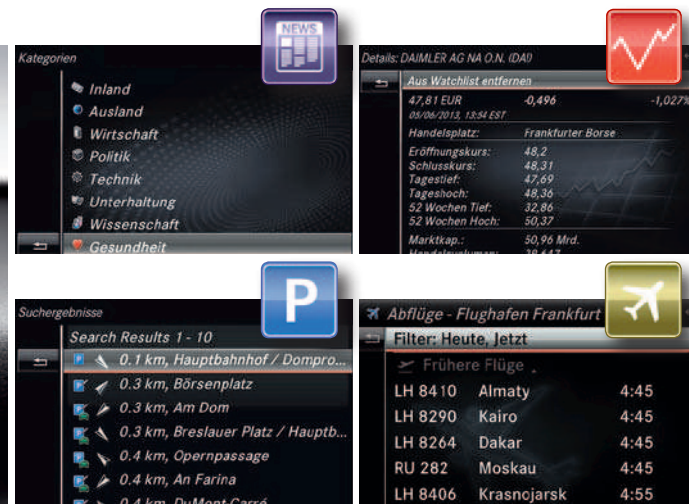 NEWS
Kategorien
Inland
Ausland
Wirtschaft
Politik
Technik
Unterhaltung
Wissenschaft
Gesundheit
Details: DAIMLER AG NA O.N. (DAI)
Aus Watchlist entfernen
47,81 EUR -0,496 -1,027%
05/06/2013, 13:54 EST
Handelsplatz: Frankfurter Borse
Eröffnungskurs: 48,2
Schlusskurs: 48,31
Tagestief: 47,69
Tageshoch: 48,36
52 Wochen Tief: 32,86
52 Wochen Hoch: 50,37
Marktkap.: 50,96 Mrd.
P
Suchergebnisse
Search Results 1 - 10
0.1 km, Hauptbahnhof / Dompro...
0.3 km, Börsenplatz
0.3 km, Am Dom
0.3 km, Breslauer Platz / Hauptb...
0.4 km, Opernpassage
0.4 km, An Farina
0.4 km, DuMont-Carré
Abflüge - Flughafen Frankfurt
Filter: Heute, Jetzt
Frühere Flüge
LH 8410 Almaty 4:45
LH 8290 Kairo 4:45
LH 8264 Dakar 4:45
RU 282 Moskau 4:45
LH 8406 Krasnojarsk 4:55